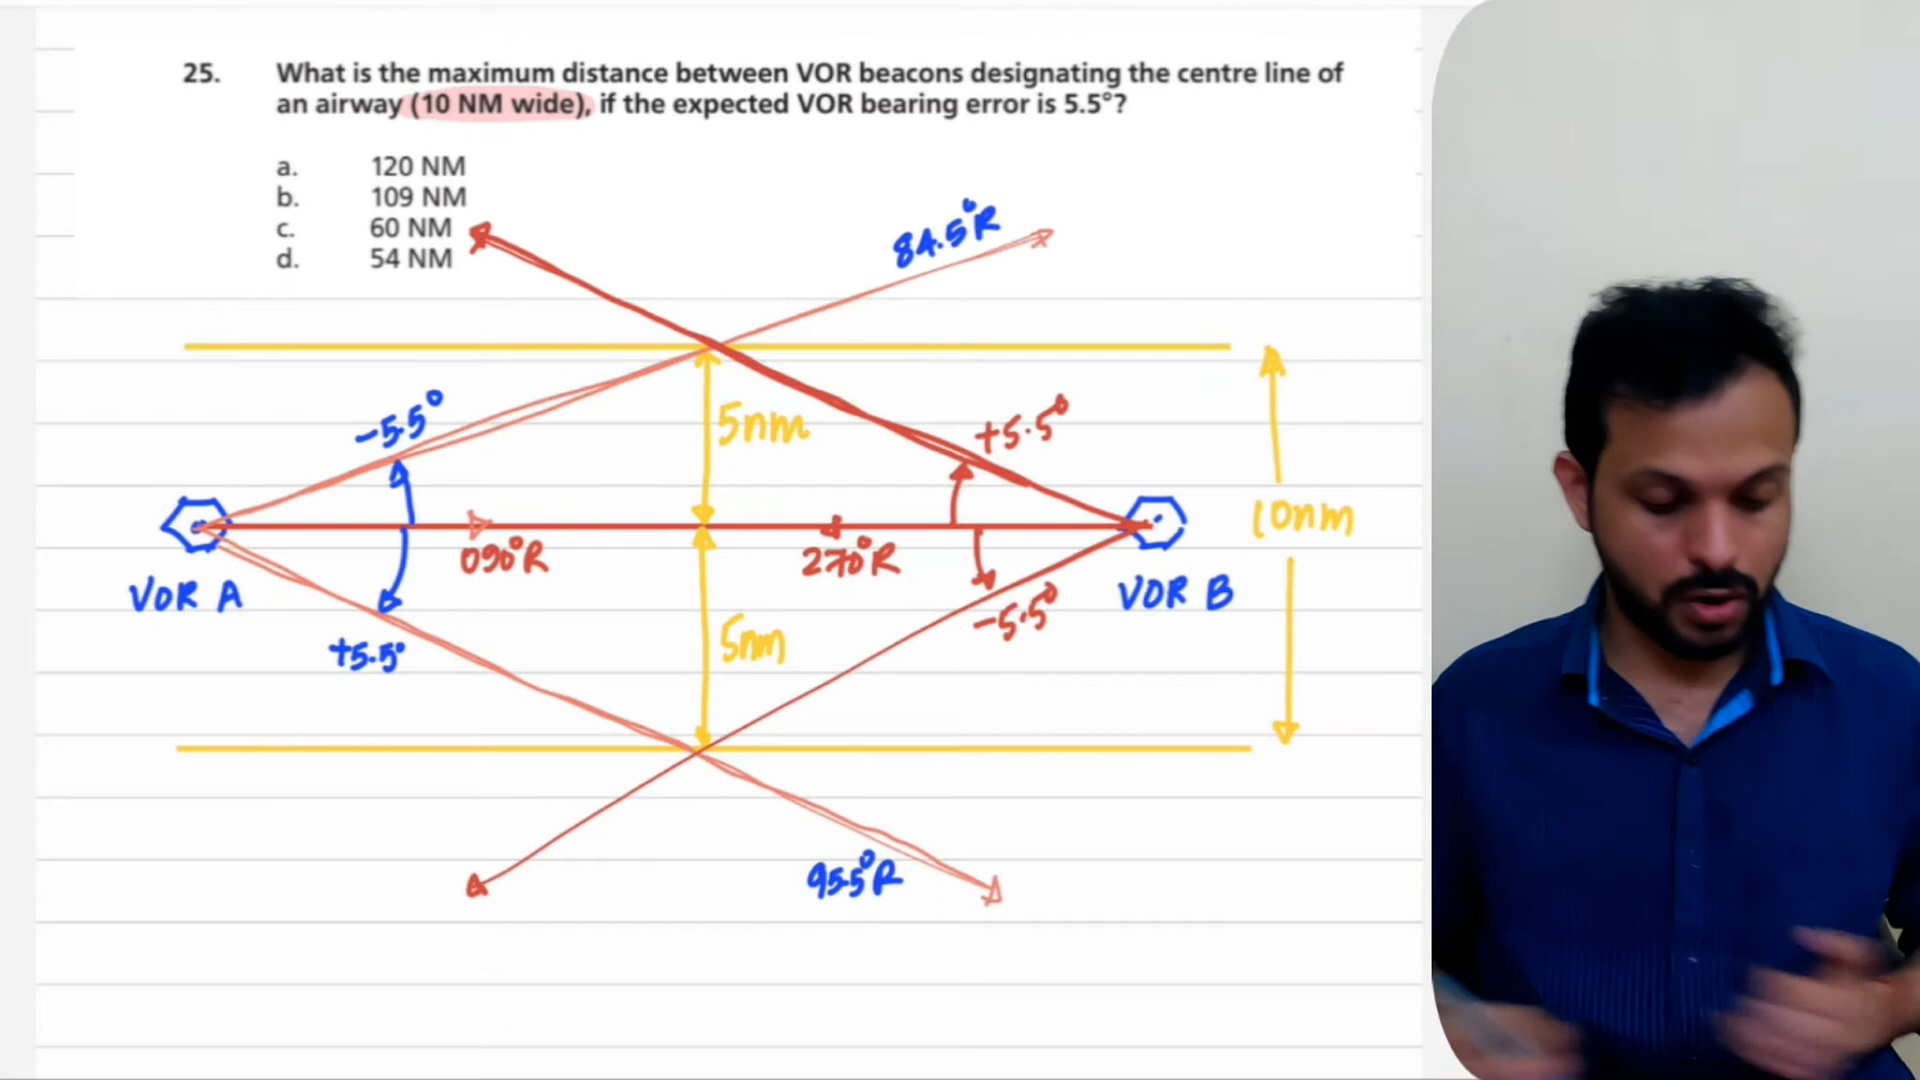 25. What is the maximum distance between VOR beacons designating the centre line of
an airway (10 NM wide), if the expected VOR bearing error is 5.5°?
a. 120 NM
b. 109 NM
c. 60 NM
d. 54 NM
84.5°R
-5.5°
5nm
+5.5°
10nm
090°R
270°R
VOR A
VOR B
-5.5°
+5.5°
5nm
95.5°R